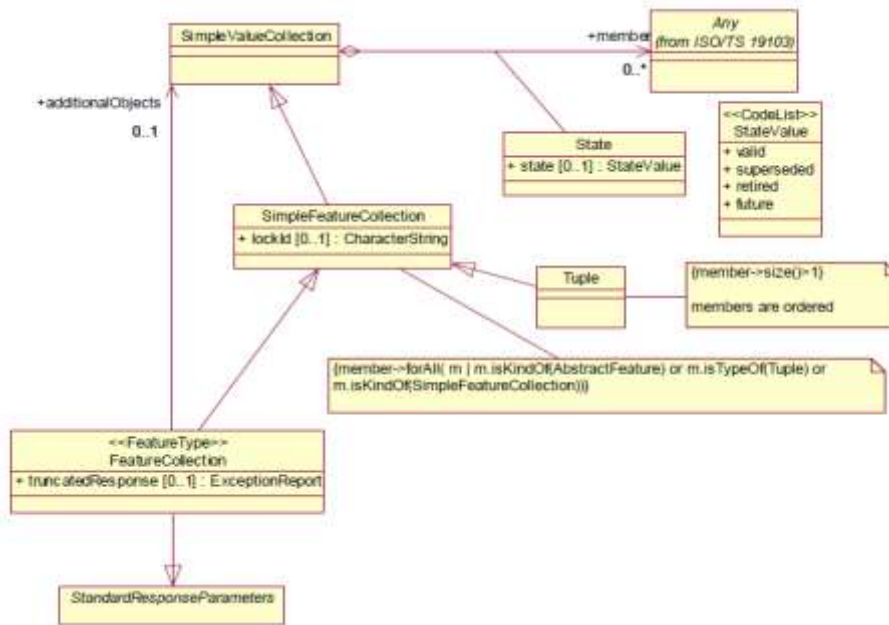 SimpleValueCollection
+member
Any
(from ISO/TS 19103)
0..*
+additionalObjects
0..1
State
+ state [0..1] : StateValue
<<CodeList>>
StateValue
+ valid
+ superseded
+ retired
+ future
SimpleFeatureCollection
+ lockId [0..1] : CharacterString
Tuple
{member->size()>1}
members are ordered
{member->forAll( m | m.isKindOf(AbstractFeature) or m.isTypeOf(Tuple) or
m.isKindOf(SimpleFeatureCollection))}
<<FeatureType>>
FeatureCollection
+ truncatedResponse [0..1] : ExceptionReport
StandardResponseParameters